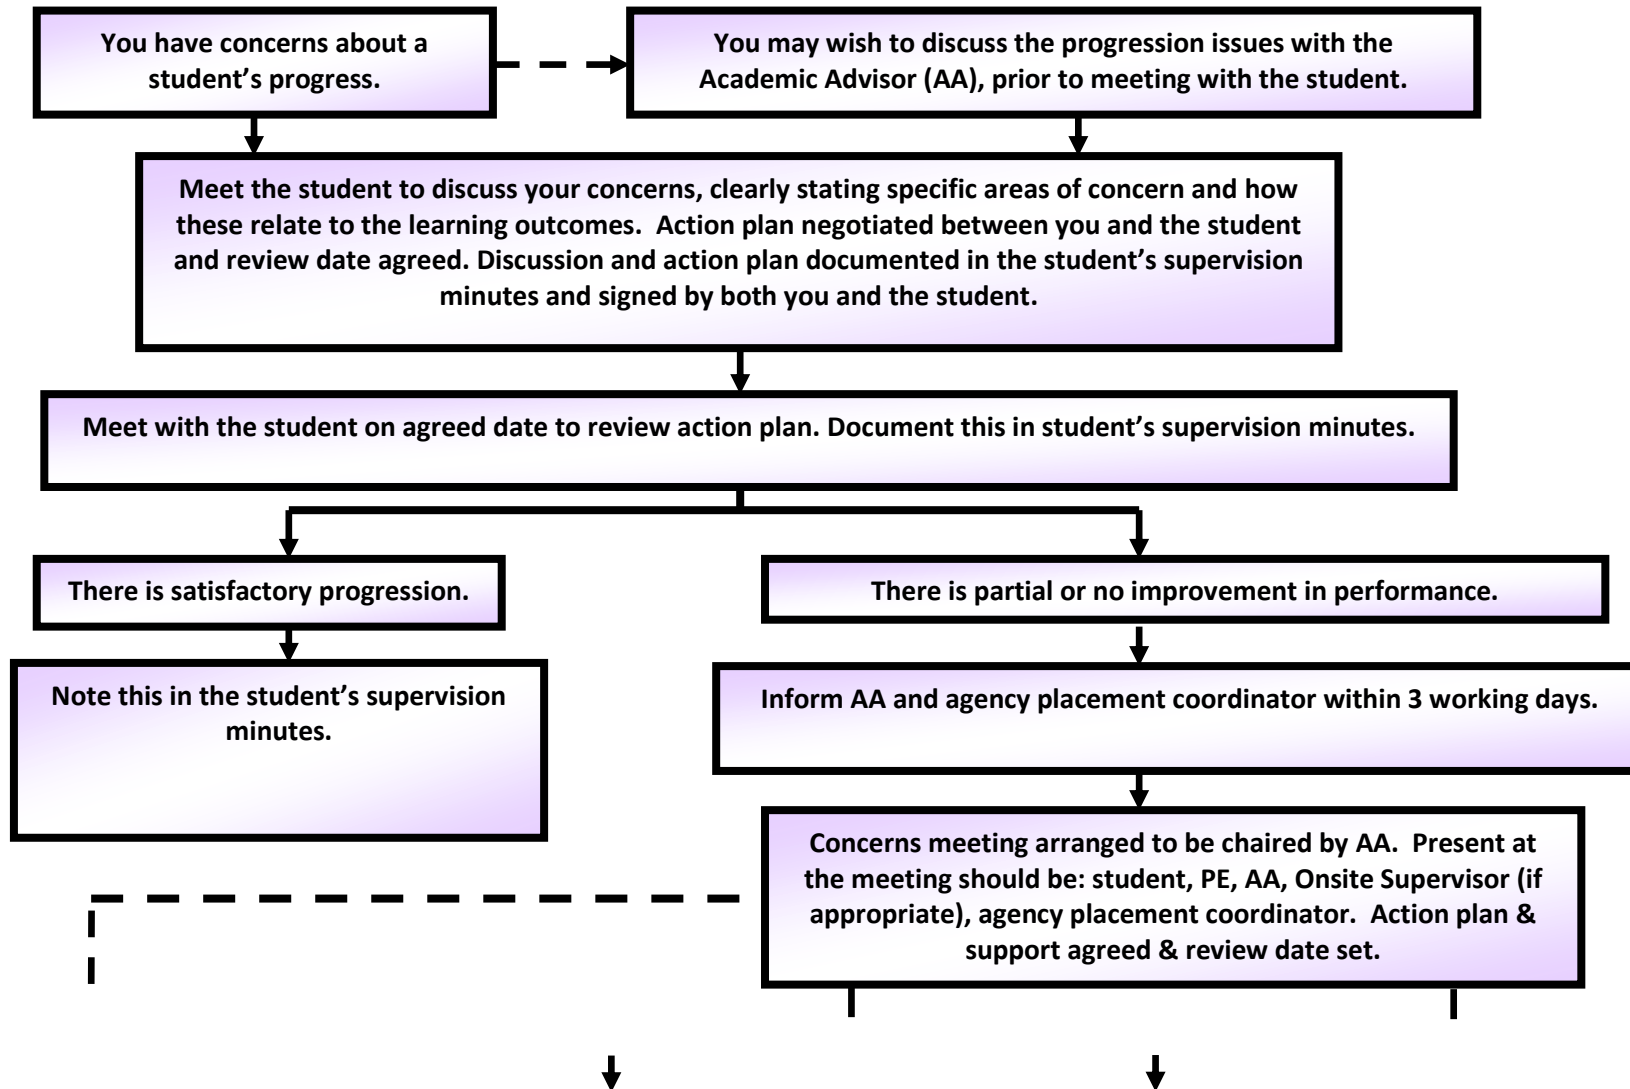 You have concerns about a
student’s progress.
You may wish to discuss the progression issues with the
Academic Advisor (AA), prior to meeting with the student.
Meet the student to discuss your concerns, clearly stating specific areas of concern and how
these relate to the learning outcomes.  Action plan negotiated between you and the student
and review date agreed. Discussion and action plan documented in the student’s supervision
minutes and signed by both you and the student.
Meet with the student on agreed date to review action plan. Document this in student’s supervision minutes.
There is satisfactory progression.
There is partial or no improvement in performance.
Note this in the student’s supervision
minutes.
Inform AA and agency placement coordinator within 3 working days.
Concerns meeting arranged to be chaired by AA.  Present at
the meeting should be: student, PE, AA, Onsite Supervisor (if
appropriate), agency placement coordinator.  Action plan &
support agreed & review date set.